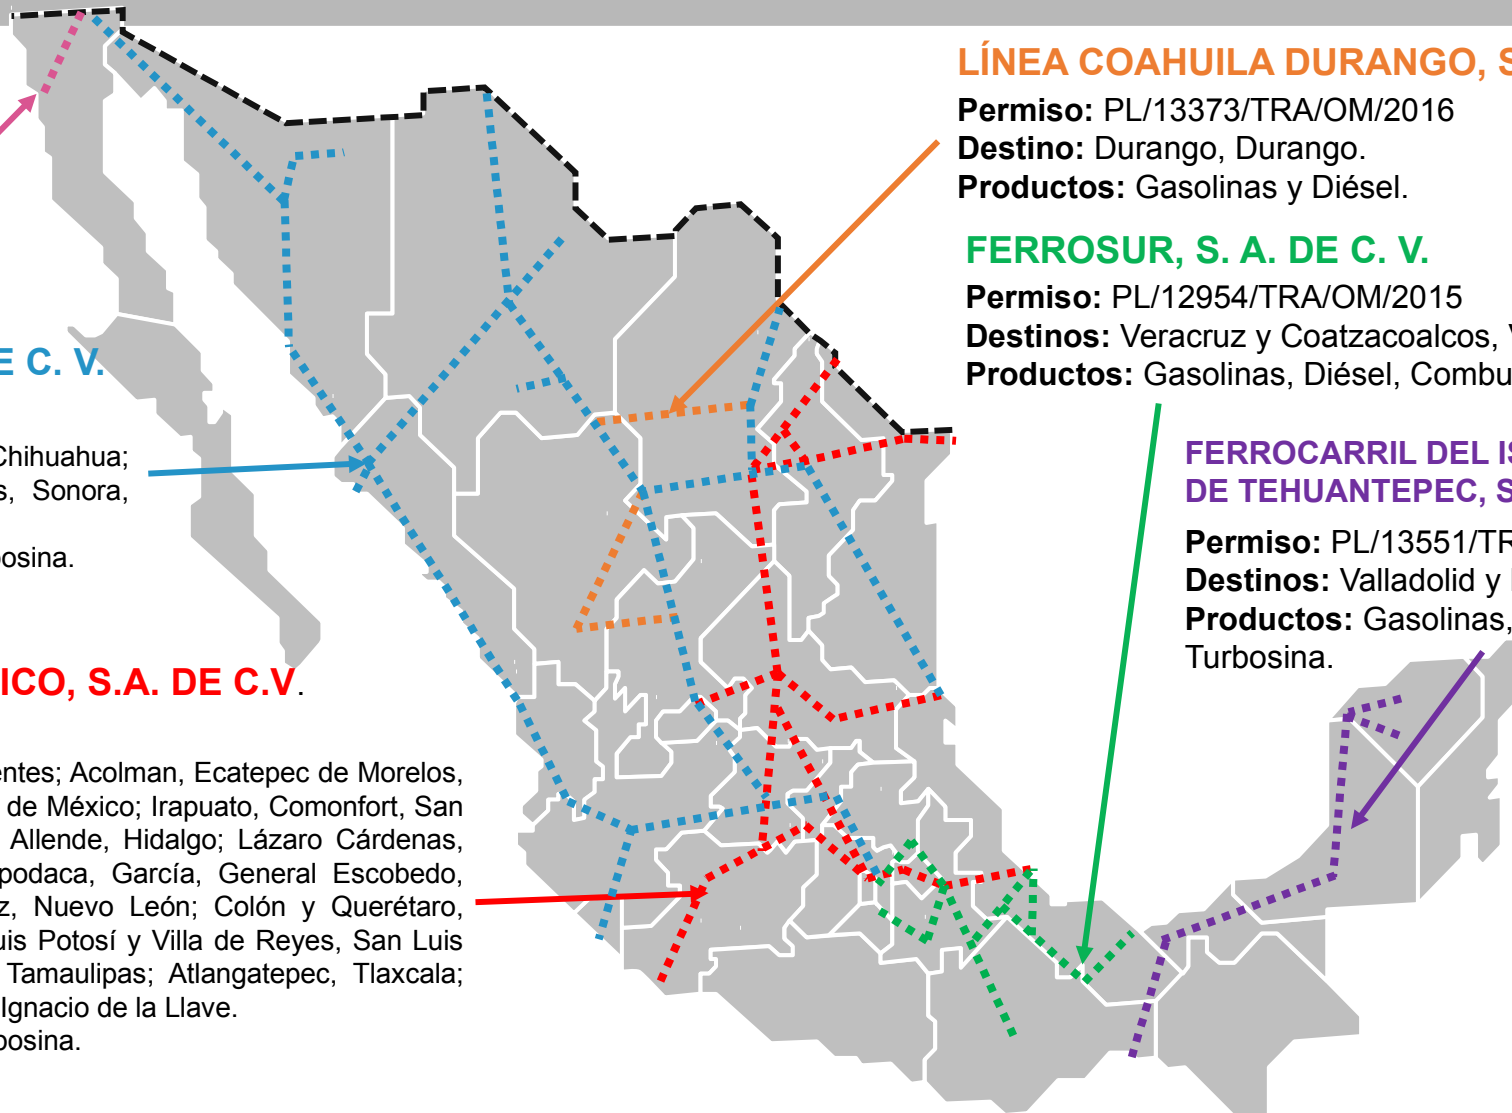 LÍNEA COAHUILA DURANGO, S
Permiso: PL/13373/TRA/OM/2016
Destino: Durango, Durango.
Productos: Gasolinas y Diésel.
FERROSUR, S. A. DE C. V.
Permiso: PL/12954/TRA/OM/2015
Destinos: Veracruz y Coatzacoalcos, V
Productos: Gasolinas, Diésel, Combu
FERROCARRIL DEL IS
DE TEHUANTEPEC, S
Permiso: PL/13551/TR
Destinos: Valladolid y
Productos: Gasolinas,
Turbosina.
E C. V.
Chihuahua;
s, Sonora,
osina.
ICO, S.A. DE C.V.
entes; Acolman, Ecatepec de Morelos,
de México; Irapuato, Comonfort, San
Allende, Hidalgo; Lázaro Cárdenas,
podaca, García, General Escobedo,
z, Nuevo León; Colón y Querétaro,
uis Potosí y Villa de Reyes, San Luis
Tamaulipas; Atlangatepec, Tlaxcala;
Ignacio de la Llave.
bosina.